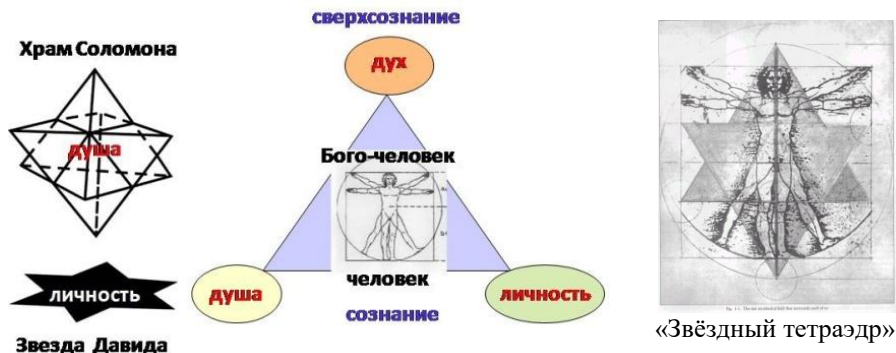 Храм Соломона
душа
личность
Звезда Давида
сверхсознание
дух
Бого-человек
человек
душа
личность
сознание
«Звёздный тетраэдр»